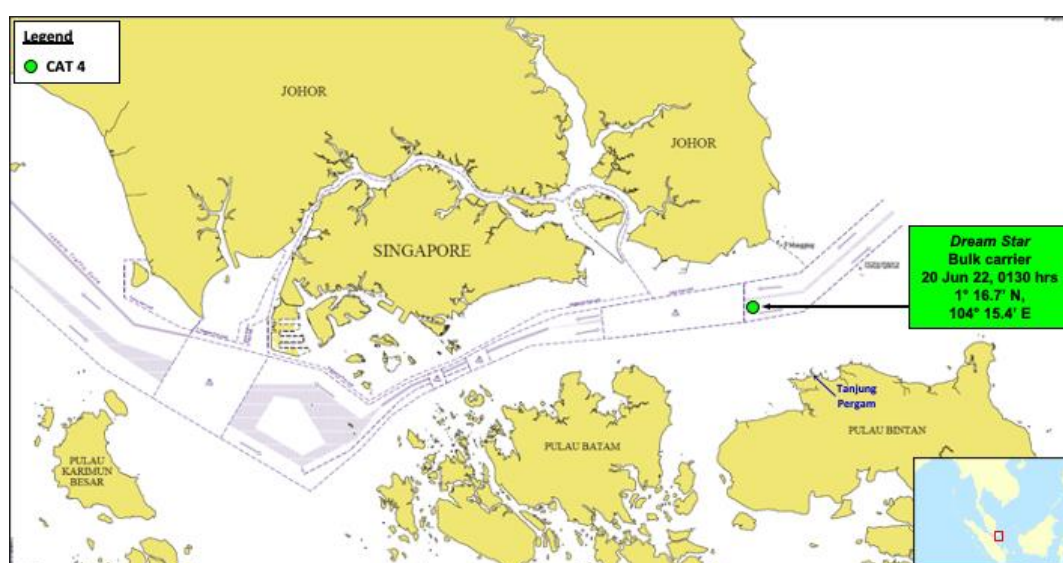 Legend
CAT 4
JOHOR
JOHOR
SINGAPORE
Dream Star
Bulk carrier
20 Jun 22, 0130 hrs
1° 16.7' N,
104° 15.4' E
Tanjung
Pergam
PULAU BINTAN
PULAU BATAM
PULAU
KARIMUN
BESAR